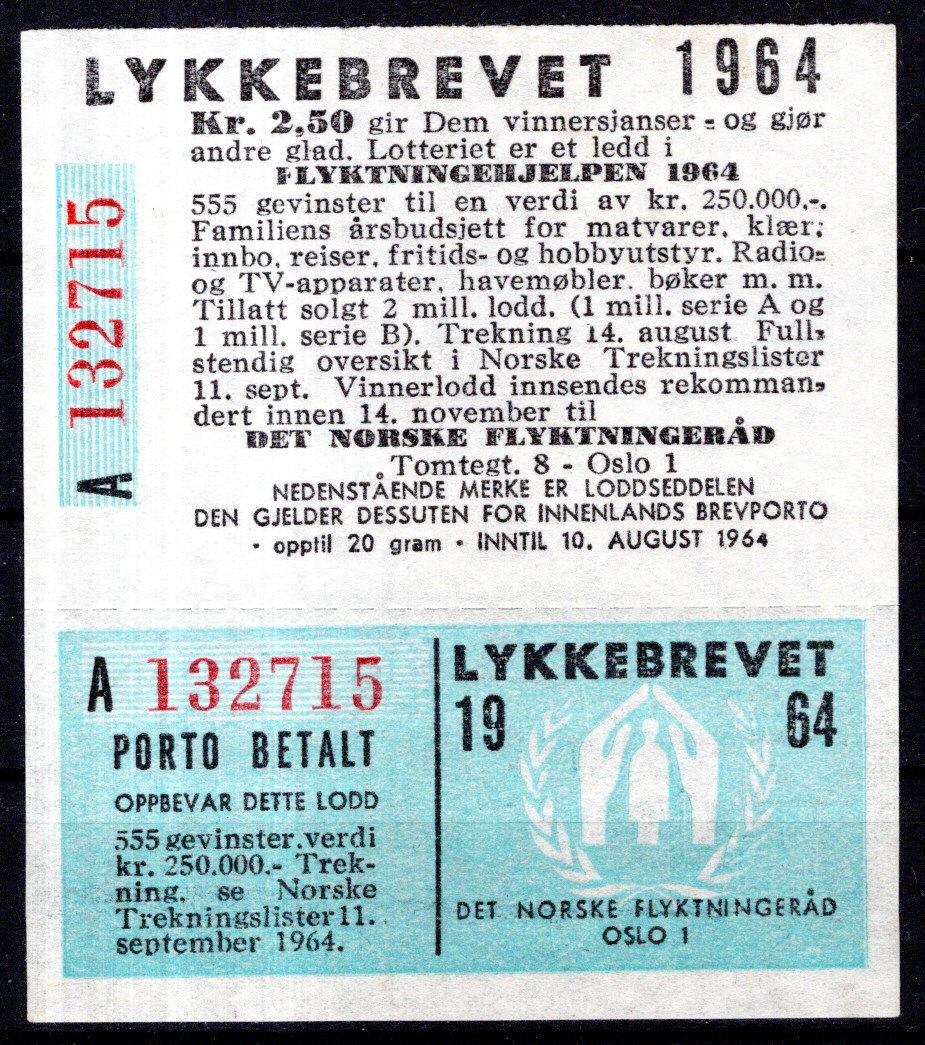 LYKKEBREVET 1964
Kr. 2,50 gir Dem vinnersjanser - og gjør
andre glad. Lotteriet er et ledd i
FLYKTNINGEHJELPEN 1964
555 gevinster til en verdi av kr. 250.000,-.
Familiens årsbudsjett for matvarer, klær,
innbo, reiser, fritids- og hobbyutstyr. Radio-
og TV-apparater, havemøbler, bøker m. m.
Tillatt solgt 2 mill. lodd. (1 mill. serie A og
1 mill. serie B). Trekning 14. august Full-
stendig oversikt i Norske Trekningslister
11. sept. Vinnerlodd innsendes rekomman-
dert innen 14. november til
DET NORSKE FLYKTNINGERÅD
Tomtegt. 8 - Oslo 1
NEDENSTÅENDE MERKE ER LODDSEDDELEN
DEN GJELDER DESSUTEN FOR INNENLANDS BREVPORTO
• opptil 20 gram • INNTIL 10. AUGUST 1964
A 132715
A 132715
PORTO BETALT
OPPBEVAR DETTE LODD
555 gevinster, verdi
kr. 250.000.- Trek-
ning, se Norske
Trekningslister 11.
september 1964.
LYKKEBREVET
19 64
DET NORSKE FLYKTNINGERÅD
OSLO 1